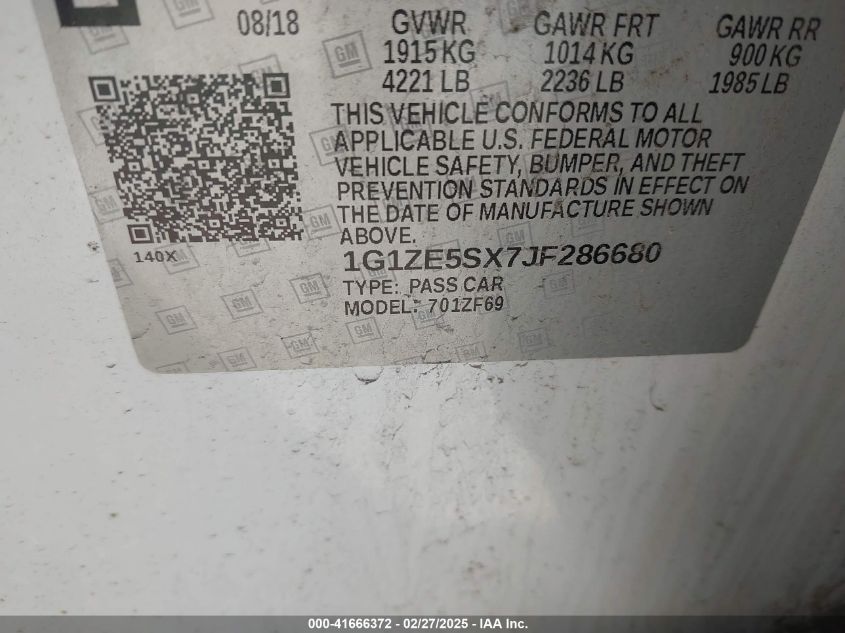 08/18 GVWR GAWR FRT GAWR RR
1915 KG 1014 KG 900 KG
4221 LB 2236 LB 1985 LB
THIS VEHICLE CONFORMS TO ALL
APPLICABLE U.S. FEDERAL MOTOR
VEHICLE SAFETY, BUMPER, AND THEFT
PREVENTION STANDARDS IN EFFECT ON
THE DATE OF MANUFACTURE SHOWN
ABOVE.
140X
1G1ZE5SX7JF286680
TYPE: PASS CAR
MODEL: 701ZF69
GM
000-41666372 - 02/27/2025 - IAA Inc.